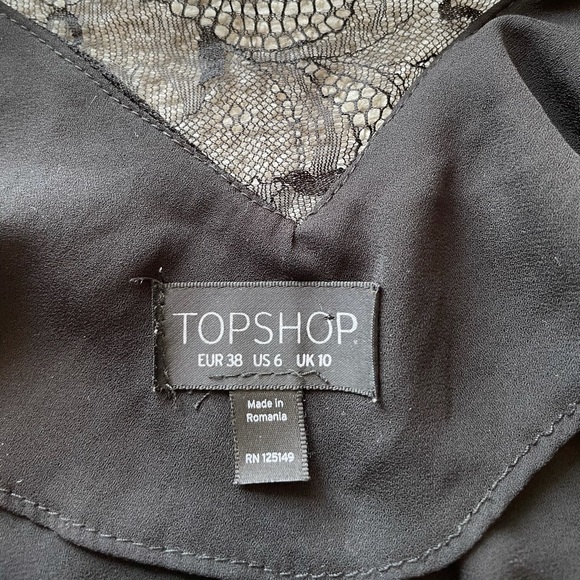 TOPSHOP
EUR 38 US 6 UK 10
Made in
Romania
RN 125149